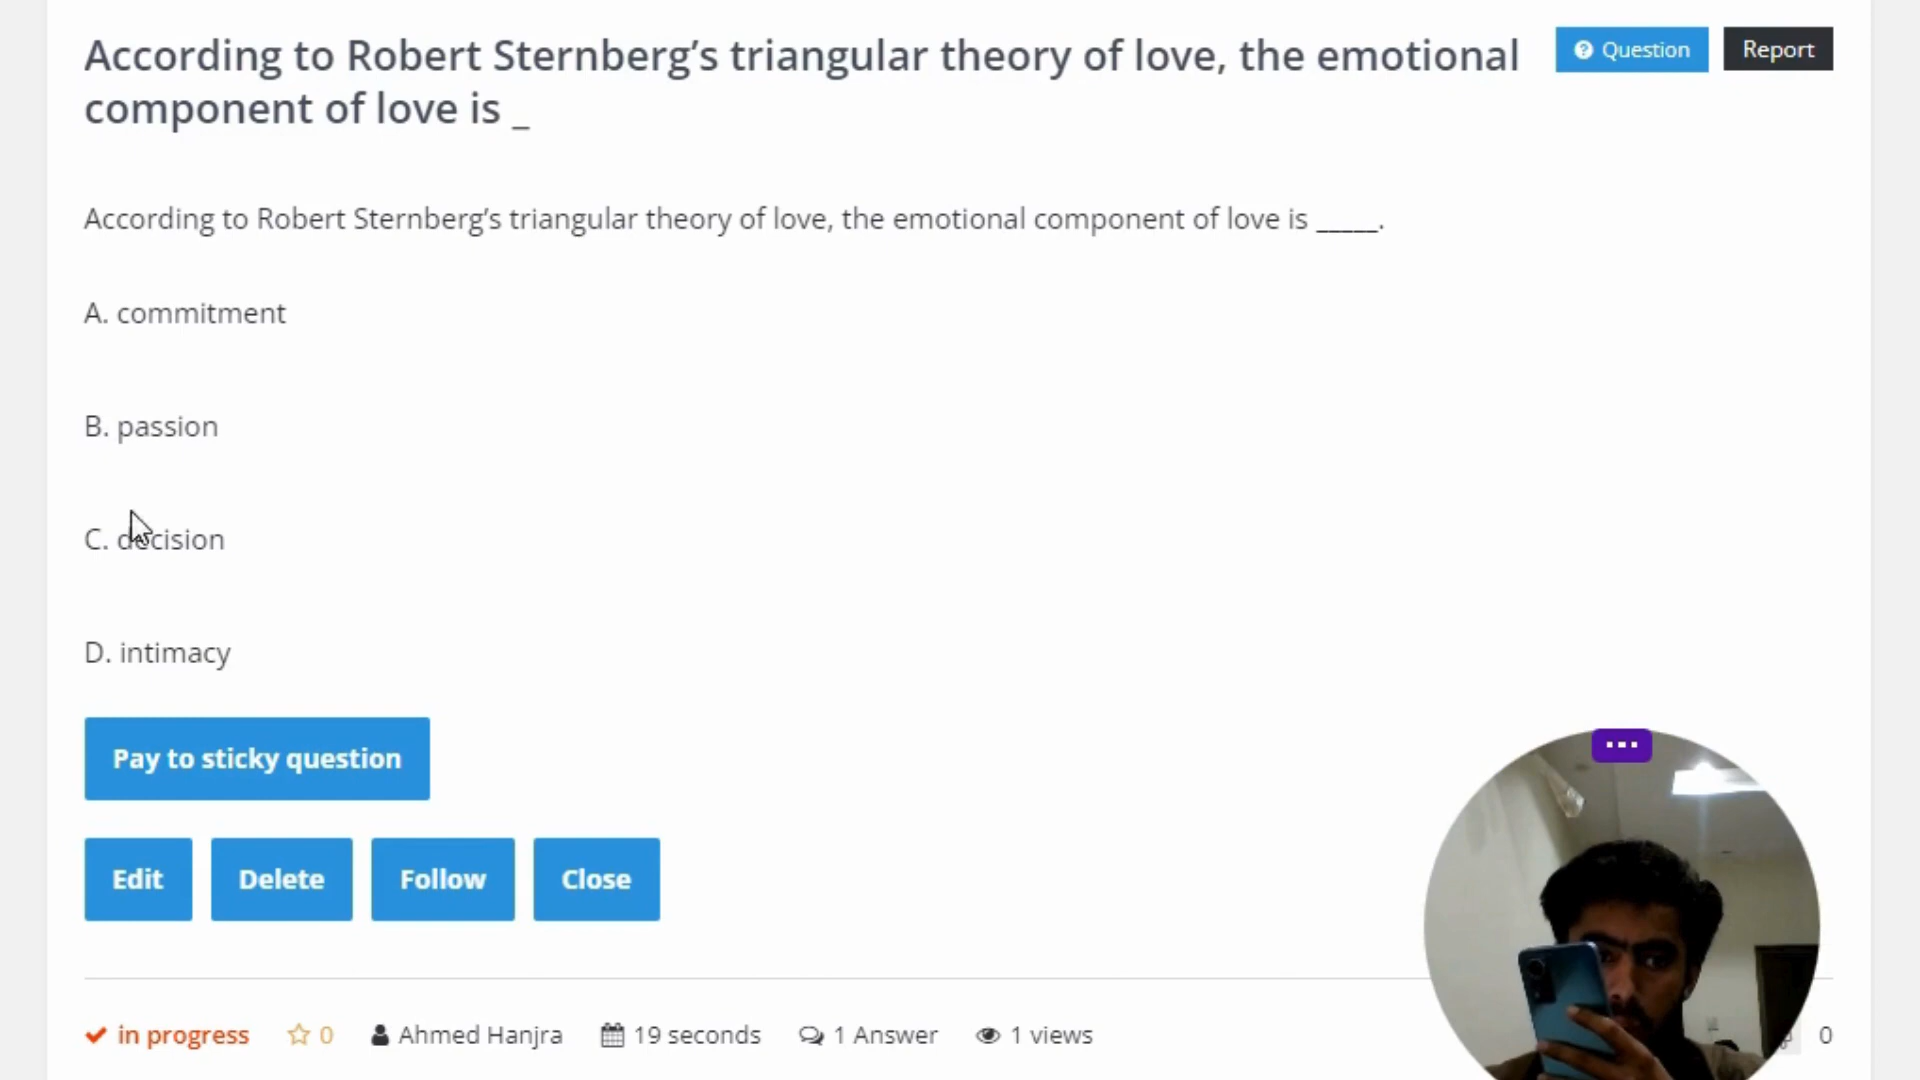 According to Robert Sternberg’s triangular theory of love, the emotional
component of love is _
Question
Report
According to Robert Sternberg’s triangular theory of love, the emotional component of love is _____.
A. commitment
B. passion
C. decision
D. intimacy
Pay to sticky question
Edit
Delete
Follow
Close
in progress
0
Ahmed Hanjra
19 seconds
1 Answer
1 views
0